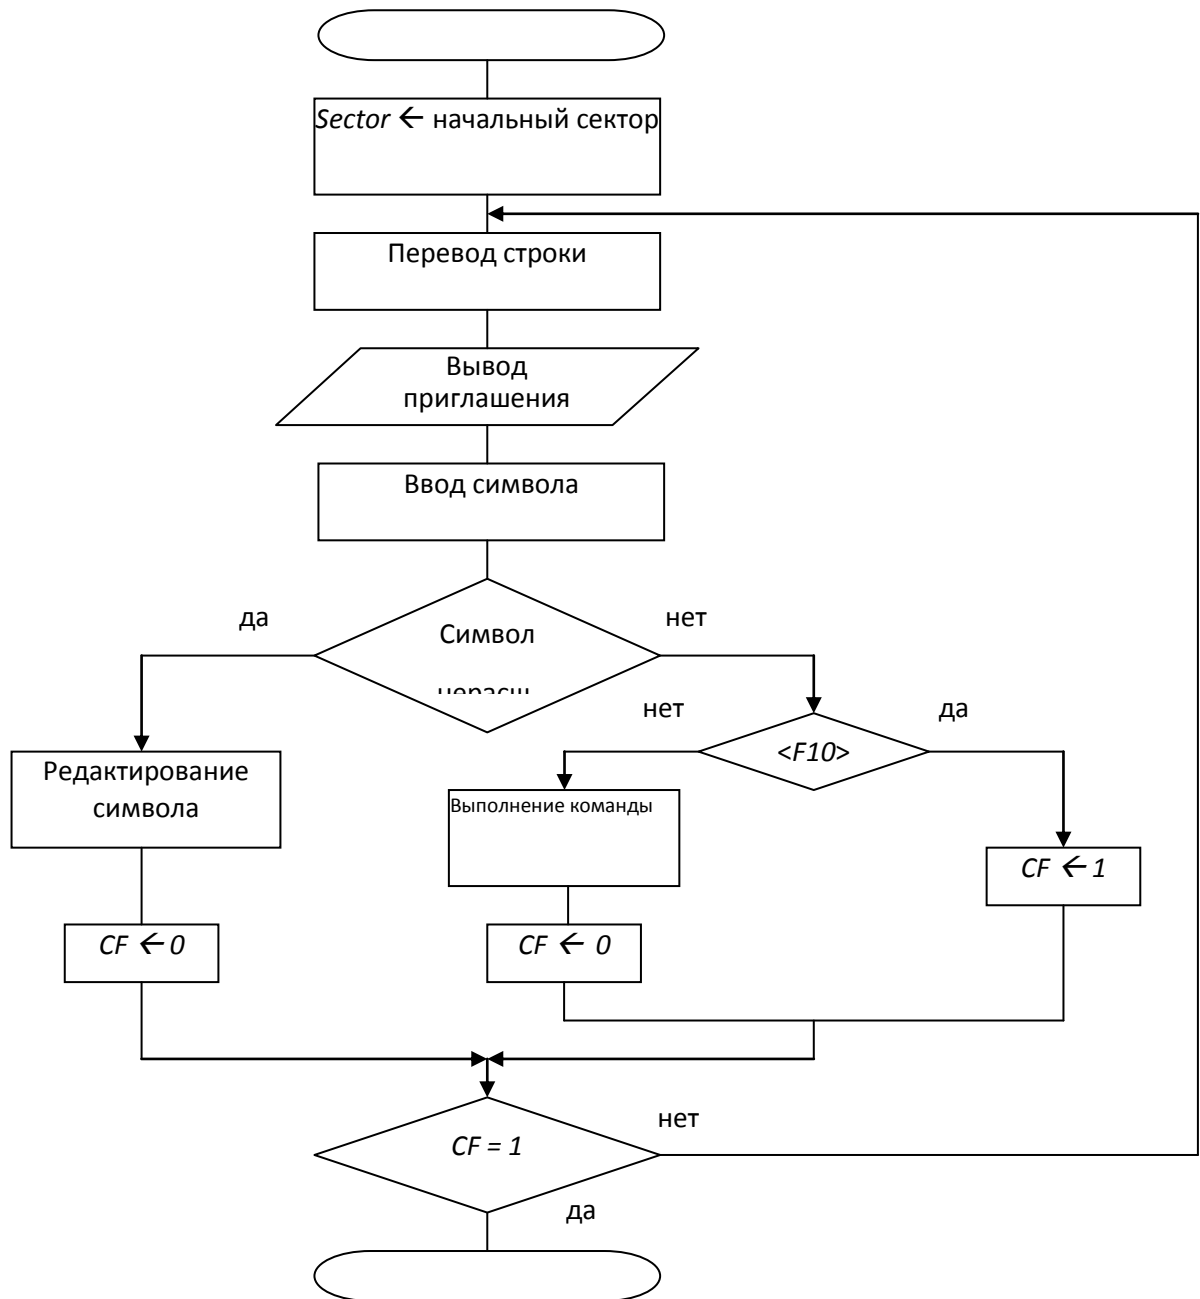 Sector ← начальный сектор
Перевод строки
Вывод
приглашения
Ввод символа
да
нет
Символ
нет
да
<F10>
Редактирование
символа
Выполнение команды
CF ← 1
CF ← 0
CF ← 0
нет
CF = 1
да